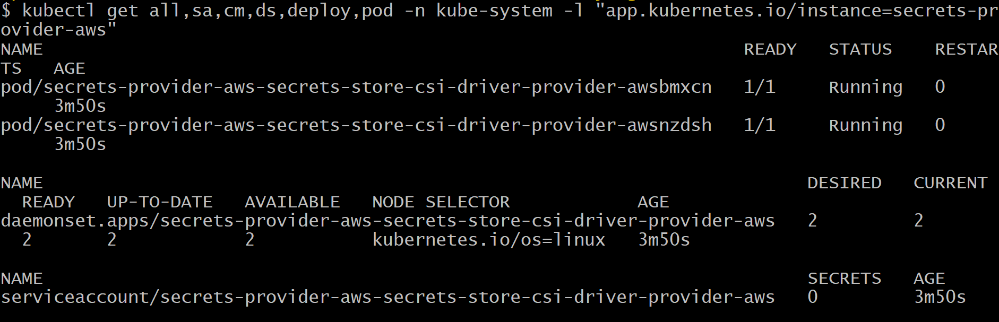 $ kubectl get all,sa,cm,ds,deploy,pod -n kube-system -l "app.kubernetes.io/instance=secrets-pr
ovider-aws"
NAME                                                                  READY   STATUS    RESTAR
TS   AGE
pod/secrets-provider-aws-secrets-store-csi-driver-provider-awsbmxcn   1/1     Running   0
     3m50s
pod/secrets-provider-aws-secrets-store-csi-driver-provider-awsnzdsh   1/1     Running   0
     3m50s

NAME                                                                        DESIRED   CURRENT
  READY   UP-TO-DATE   AVAILABLE   NODE SELECTOR            AGE
daemonset.apps/secrets-provider-aws-secrets-store-csi-driver-provider-aws   2         2
  2       2            2           kubernetes.io/os=linux   3m50s

NAME                                                                        SECRETS   AGE
serviceaccount/secrets-provider-aws-secrets-store-csi-driver-provider-aws   0         3m50s